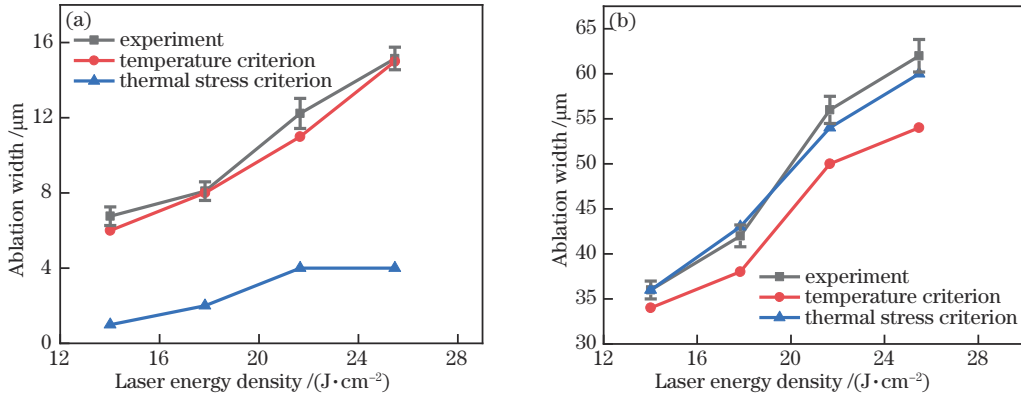 (a)
experiment
temperature criterion
thermal stress criterion
Ablation width /μm
16
12
8
4
0
12 16 20 24 28
Laser energy density /(J·cm⁻²)
(b)
experiment
temperature criterion
thermal stress criterion
Ablation width /μm
65
60
55
50
45
40
35
30
12 16 20 24 28
Laser energy density /(J·cm⁻²)